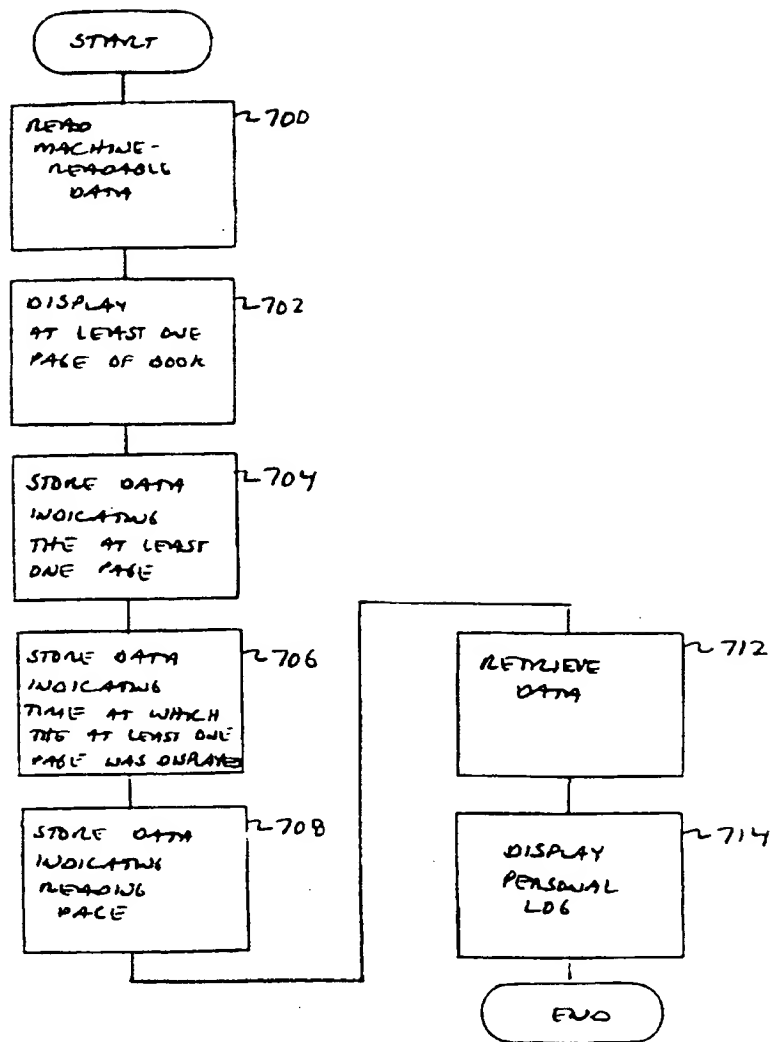 START
READ
MACHINE-
READABLE
DATA
700
DISPLAY
AT LEAST ONE
PAGE OF BOOK
702
STORE DATA
INDICATING
THE AT LEAST
ONE PAGE
704
STORE DATA
INDICATING
TIME AT WHICH
THE AT LEAST ONE
PAGE WAS DISPLAYED
706
STORE DATA
INDICATING
READING
PACE
708
RETRIEVE
DATA
712
DISPLAY
PERSONAL
LOG
714
END